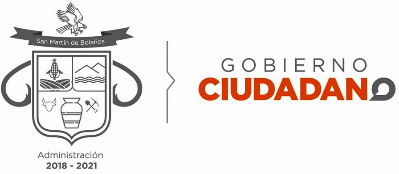 San Martín de Bolaños
Administración
2018 - 2021
GOBIERNO
CIUDADANO